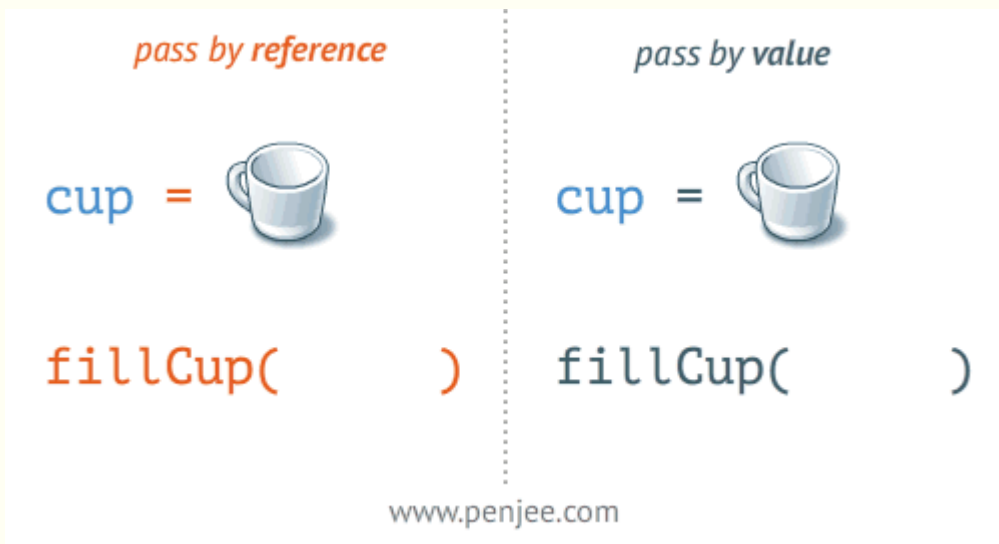 pass by reference
cup =
fillCup( )
pass by value
cup =
fillCup( )
www.penjee.com